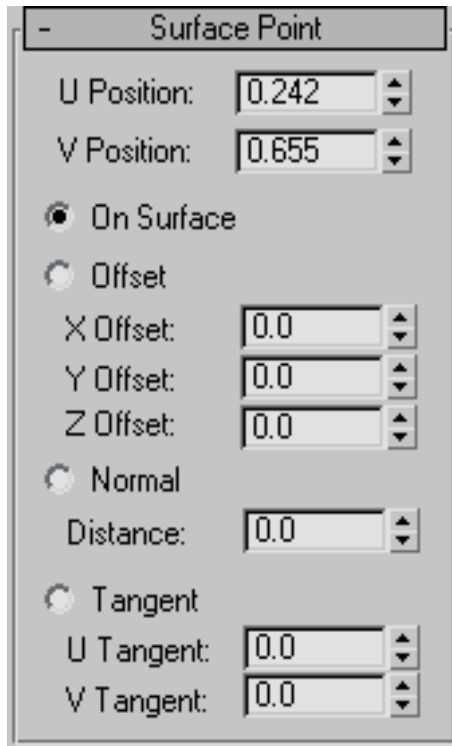 - Surface Point
U Position: 0.242
V Position: 0.655
On Surface
Offset
X Offset: 0.0
Y Offset: 0.0
Z Offset: 0.0
Normal
Distance: 0.0
Tangent
U Tangent: 0.0
V Tangent: 0.0